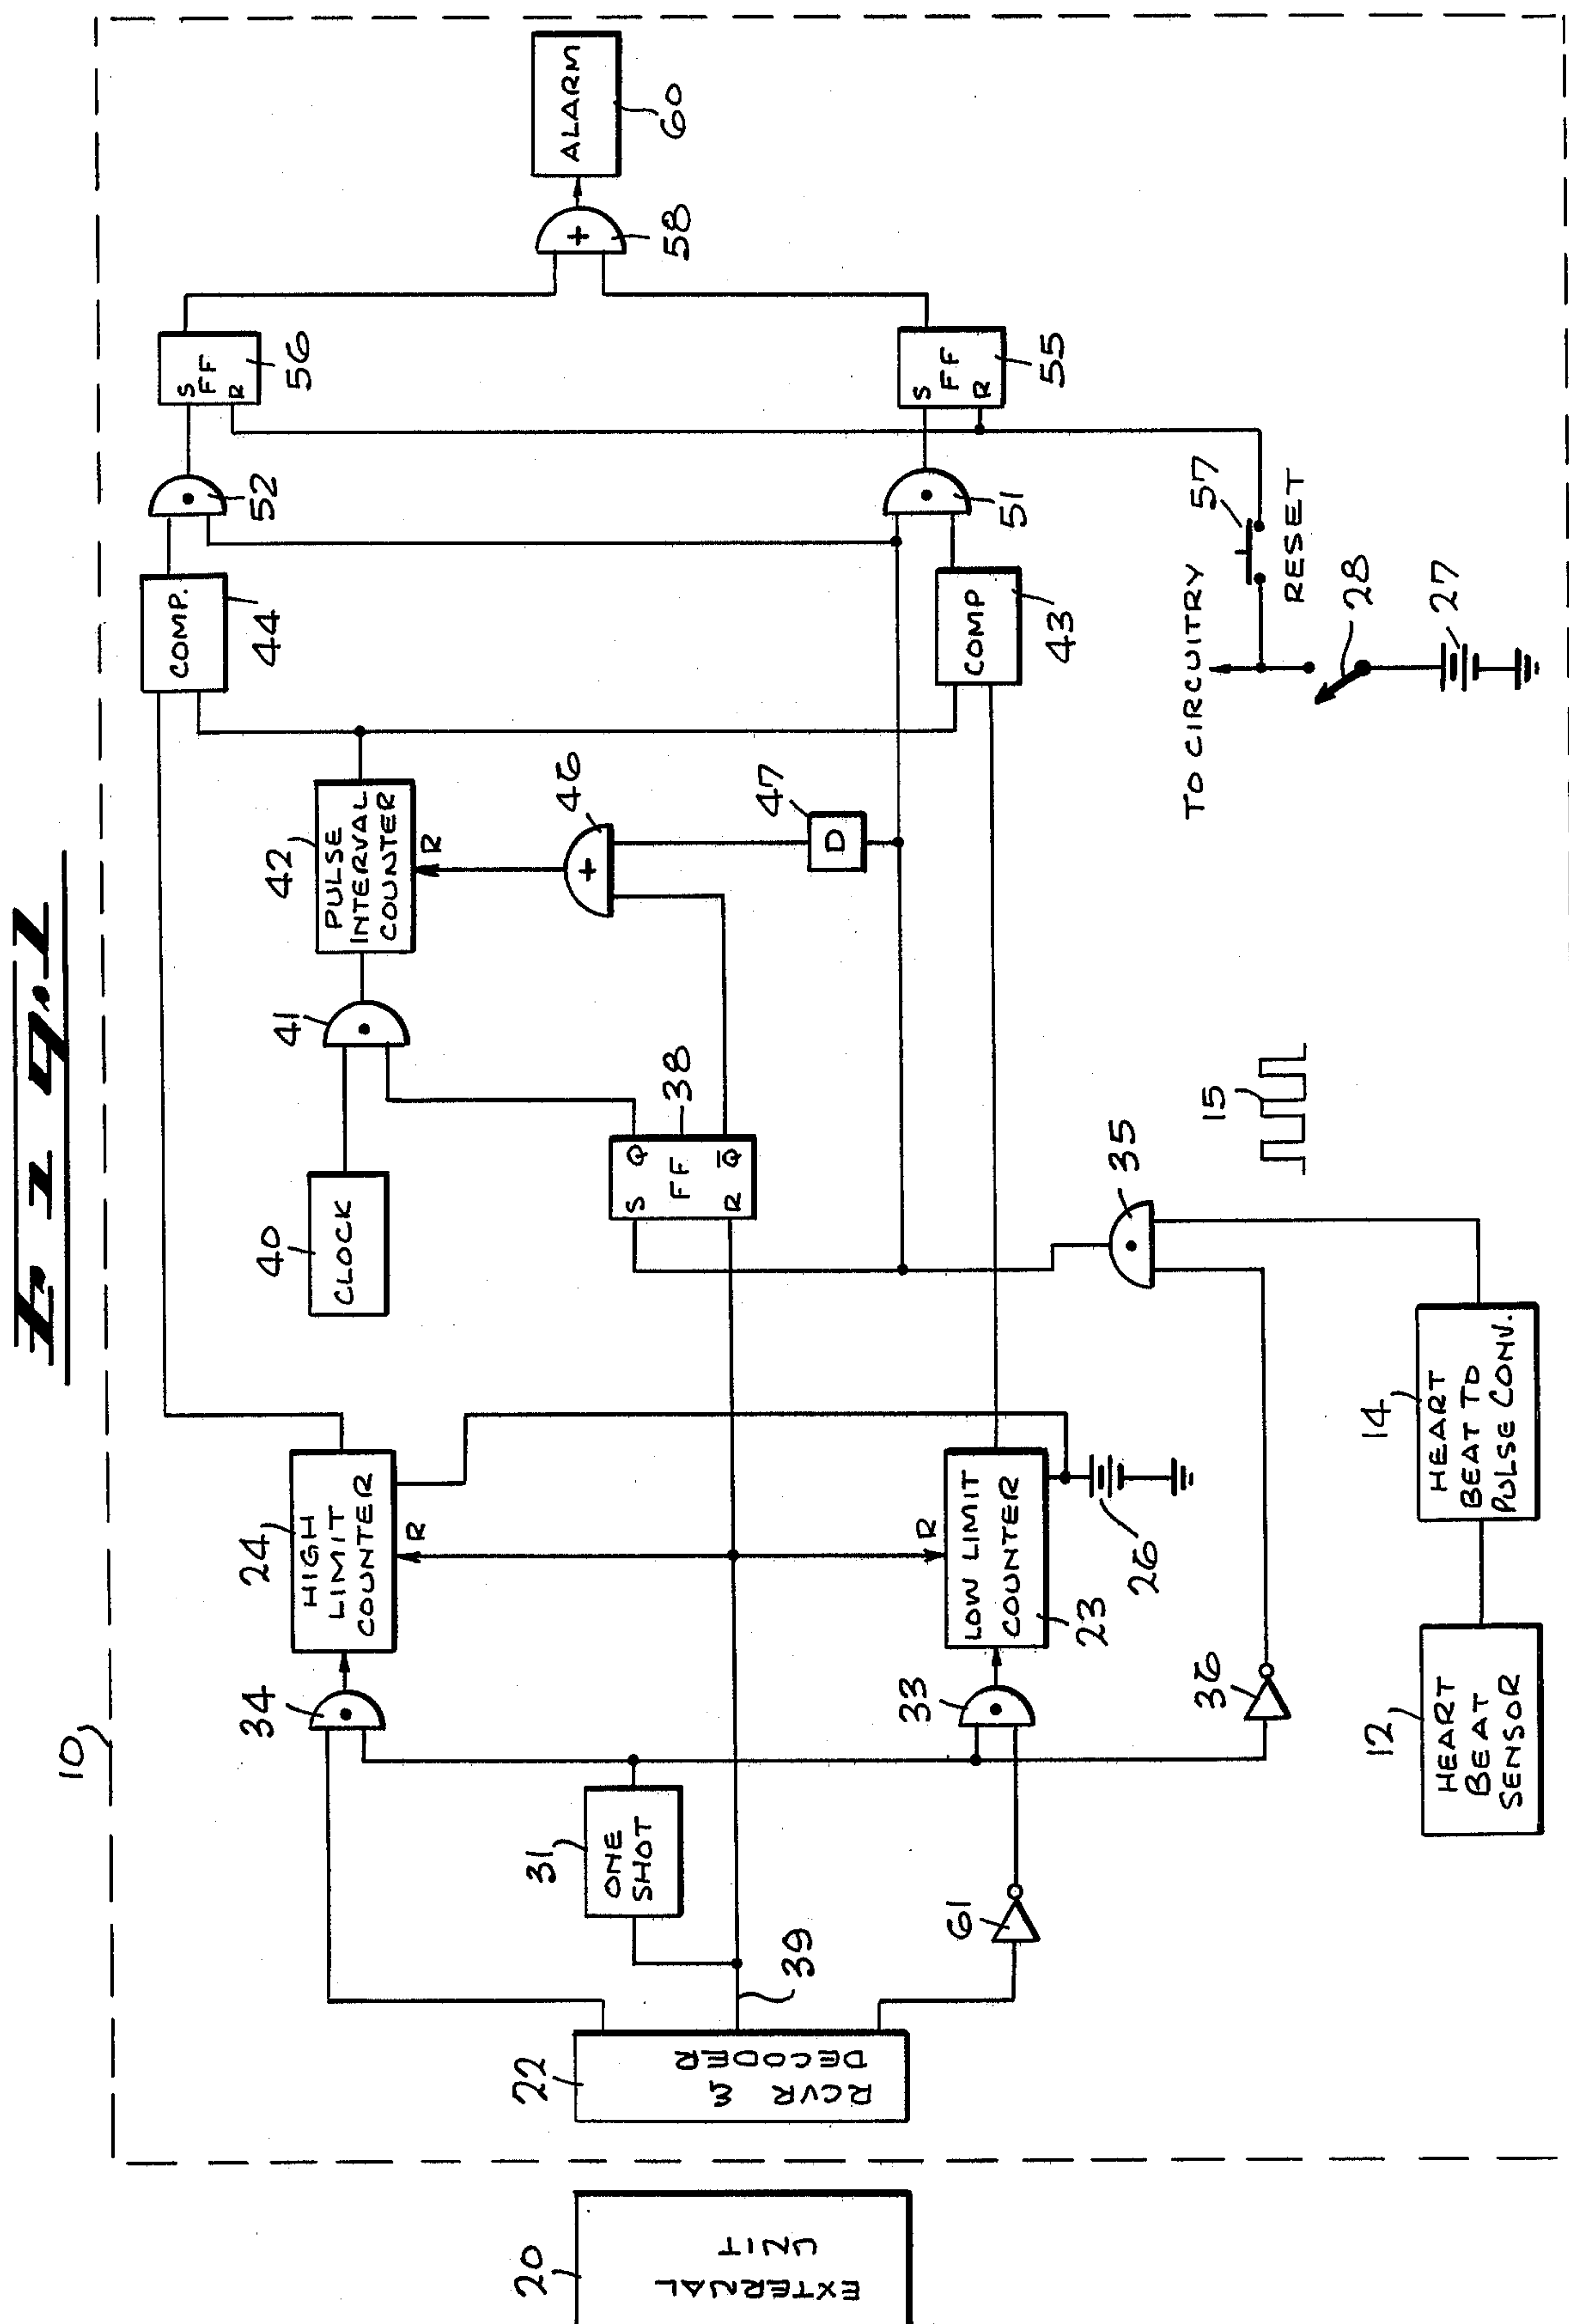 Fig. 1
10
20
EXTERNAL
UNIT
22
RCVR &
DECODER
39
31
ONE
SHOT
61
34
33
36
24
HIGH
LIMIT
COUNTER
R
R
LOW LIMIT
COUNTER
23
26
12
HEART
BEAT
SENSOR
14
HEART
BEAT TO
PULSE CONV.
35
15
40
CLOCK
41
S Q
FF
R Q̅
38
42
PULSE
INTERVAL
COUNTER
R
46
47
D
COMP.
44
COMP
43
52
51
S
FF
R
56
S
FF
R
55
58
ALARM
60
TO CIRCUITRY
57
RESET
28
27